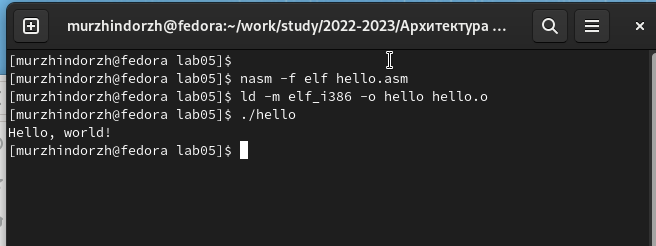 murzhindorzh@fedora:~/work/study/2022-2023/Архитектура ...
[murzhindorzh@fedora lab05]$
[murzhindorzh@fedora lab05]$ nasm -f elf hello.asm
[murzhindorzh@fedora lab05]$ ld -m elf_i386 -o hello hello.o
[murzhindorzh@fedora lab05]$ ./hello
Hello, world!
[murzhindorzh@fedora lab05]$